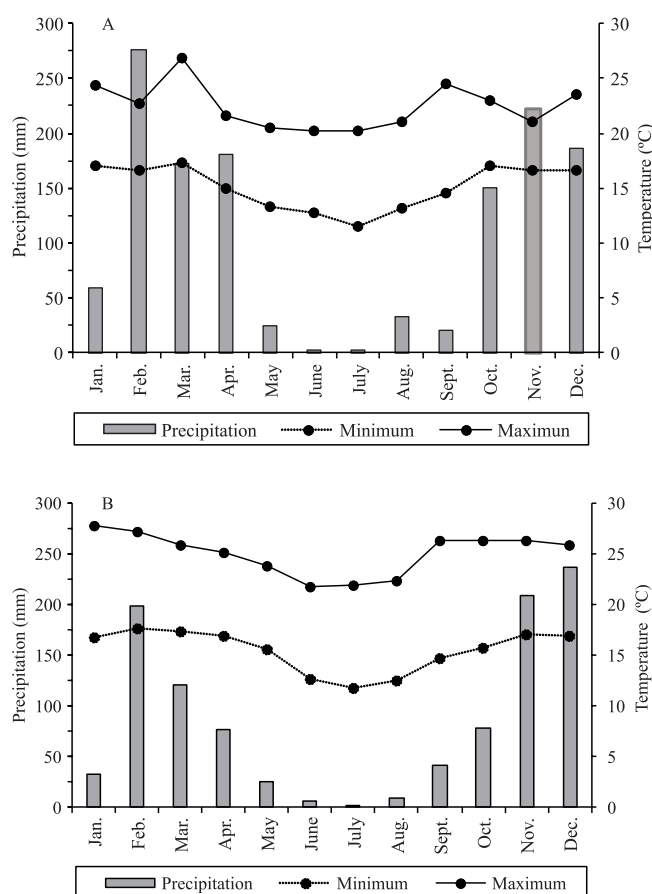 A
Precipitation (mm)
300
250
200
150
100
50
0
30
25
20
15
10
5
0
Temperature (ºC)
Jan. Feb. Mar. Apr. May June July Aug. Sept. Oct. Nov. Dec.
Precipitation Minimum Maximun
B
Precipitation (mm)
300
250
200
150
100
50
0
30
25
20
15
10
5
0
Temperature (ºC)
Jan. Feb. Mar. Apr. May June July Aug. Sept. Oct. Nov. Dec.
Precipitation Minimum Maximum